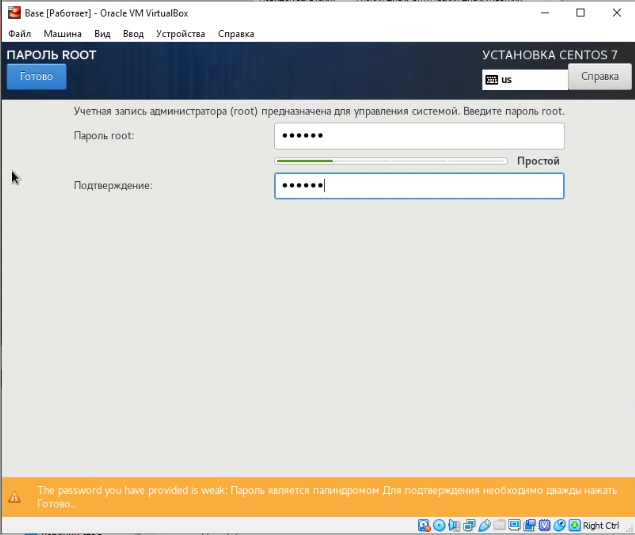 Base [Работает] - Oracle VM VirtualBox
Файл Машина Вид Ввод Устройства Справка
ПАРОЛЬ ROOT
УСТАНОВКА CENTOS 7
Готово
us
Справка
Учетная запись администратора (root) предназначена для управления системой. Введите пароль root.
Пароль root:
••••••
Простой
Подтверждение:
••••••
The password you have provided is weak: Пароль является палиндромом Для подтверждения необходимо дважды нажать
Готово..
Right Ctrl